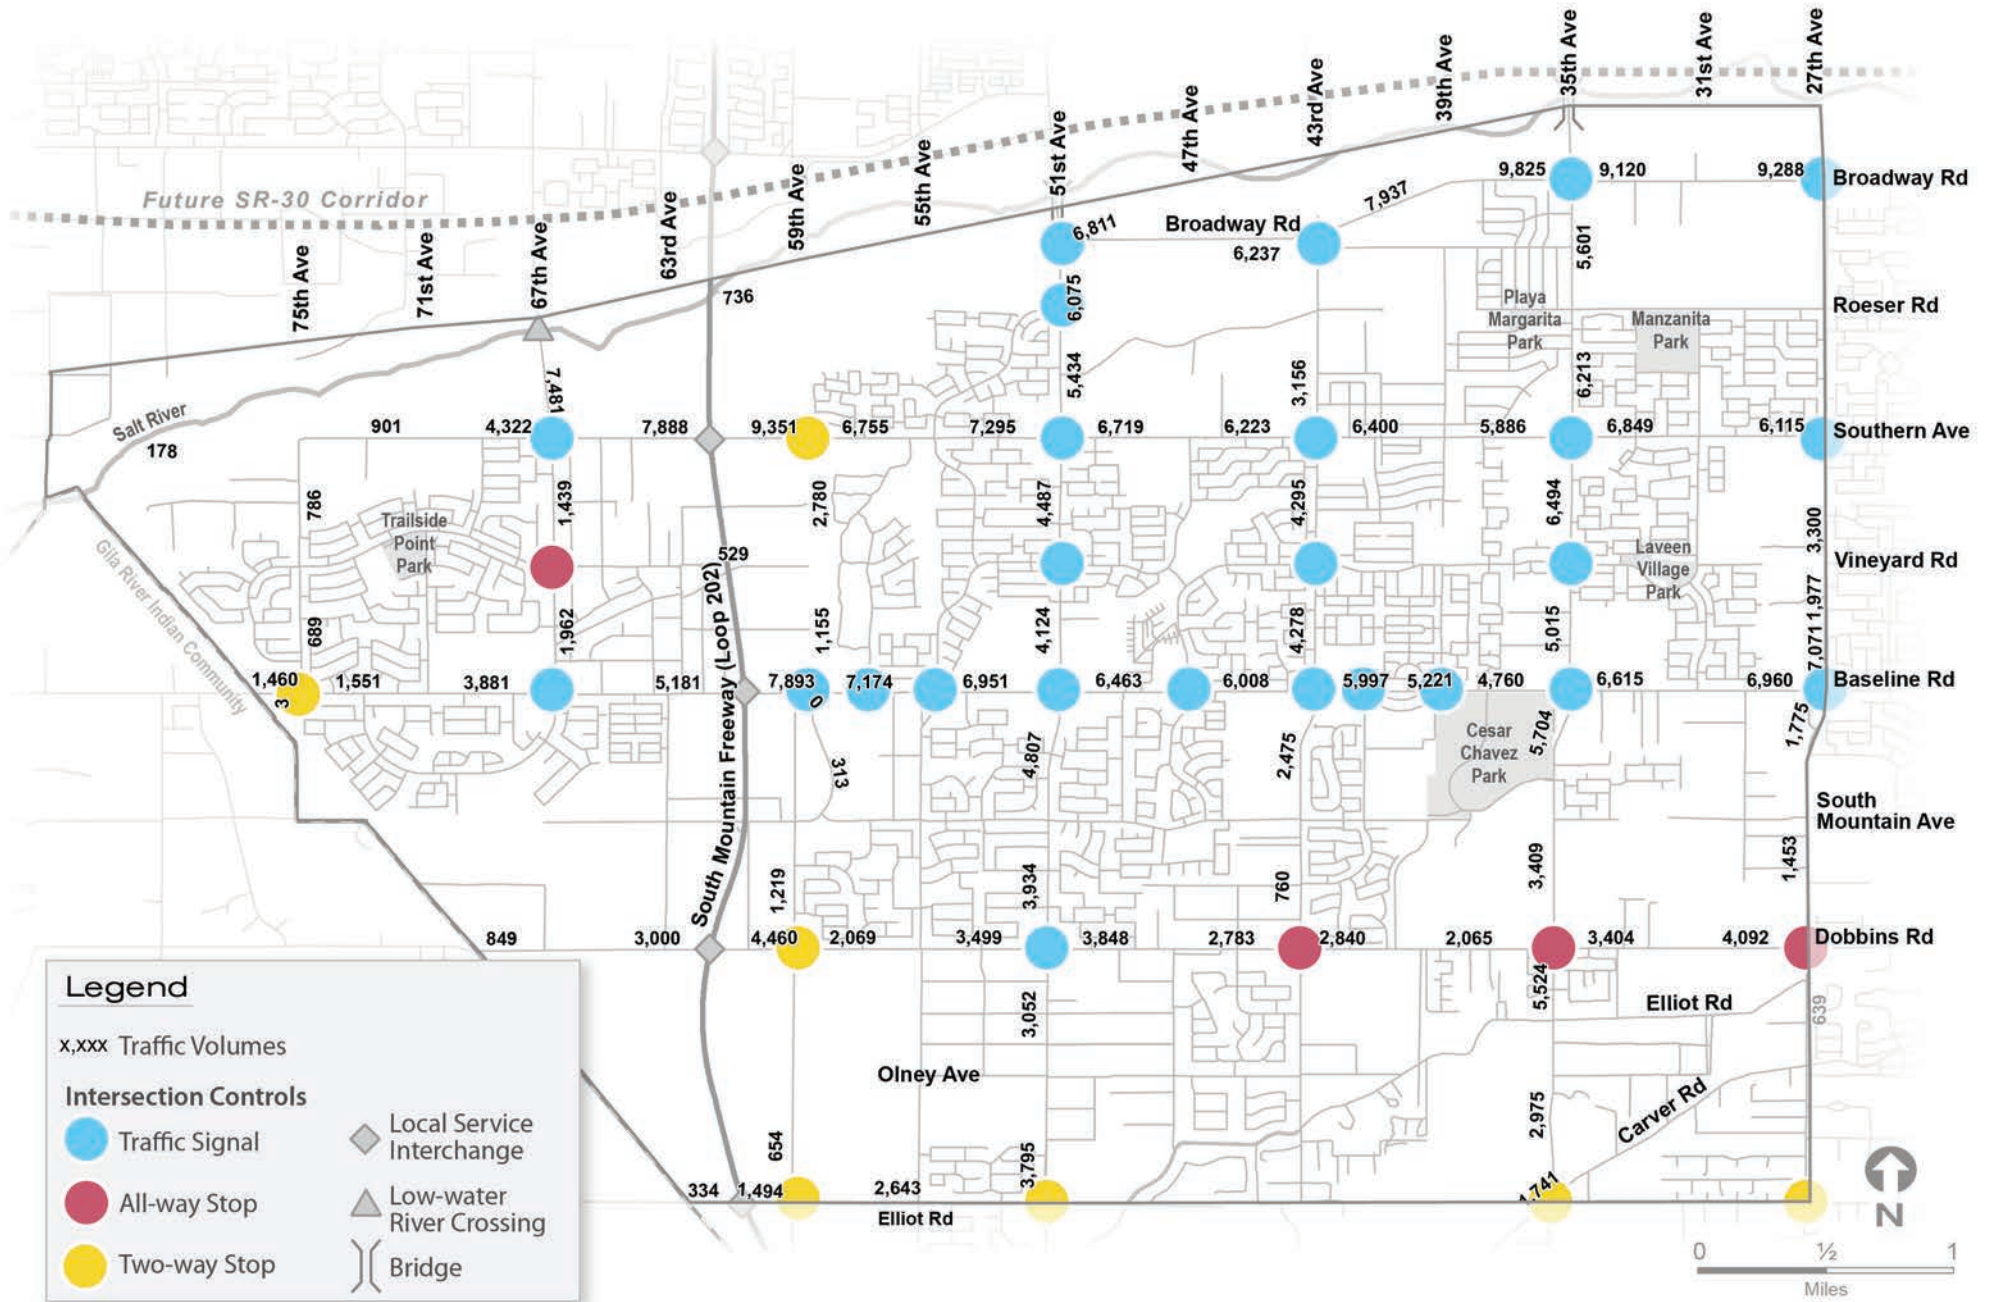 27th Ave
35th Ave
31st Ave
39th Ave
43rd Ave
47th Ave
51st Ave
55th Ave
59th Ave
63rd Ave
67th Ave
71st Ave
75th Ave
Future SR-30 Corridor
9,825
9,120
9,288
Broadway Rd
7,937
6,811
Broadway Rd
6,237
5,601
6,075
736
Playa
Margarita
Park
Manzanita
Park
Roeser Rd
7,481
5,434
3,156
6,213
Salt River
178
901
4,322
7,888
9,351
6,755
7,295
6,719
6,223
6,400
5,886
6,849
6,115
Southern Ave
786
1,439
2,780
4,487
4,295
6,494
3,300
Trailside
Point
Park
529
Laveen
Village
Park
Vineyard Rd
Gila River Indian Community
689
1,962
1,155
4,124
4,278
5,015
1,977
7,071
1,460
3
1,551
3,881
5,181
7,893
0
7,174
6,951
6,463
6,008
5,997
5,221
4,760
6,615
6,960
Baseline Rd
South Mountain Freeway (Loop 202)
313
4,807
2,475
Cesar
Chavez
Park
5,704
1,775
South
Mountain Ave
1,219
3,934
760
3,409
1,453
849
3,000
4,460
2,069
3,499
3,848
2,783
2,840
2,065
3,404
4,092
Dobbins Rd
3,052
5,524
Elliot Rd
639
Olney Ave
2,975
Carver Rd
654
3,795
334
1,494
2,643
1,741
Elliot Rd
Legend
x,xxx Traffic Volumes
Intersection Controls
Traffic Signal
All-way Stop
Two-way Stop
Local Service
Interchange
Low-water
River Crossing
Bridge
N
0 ½ 1
Miles